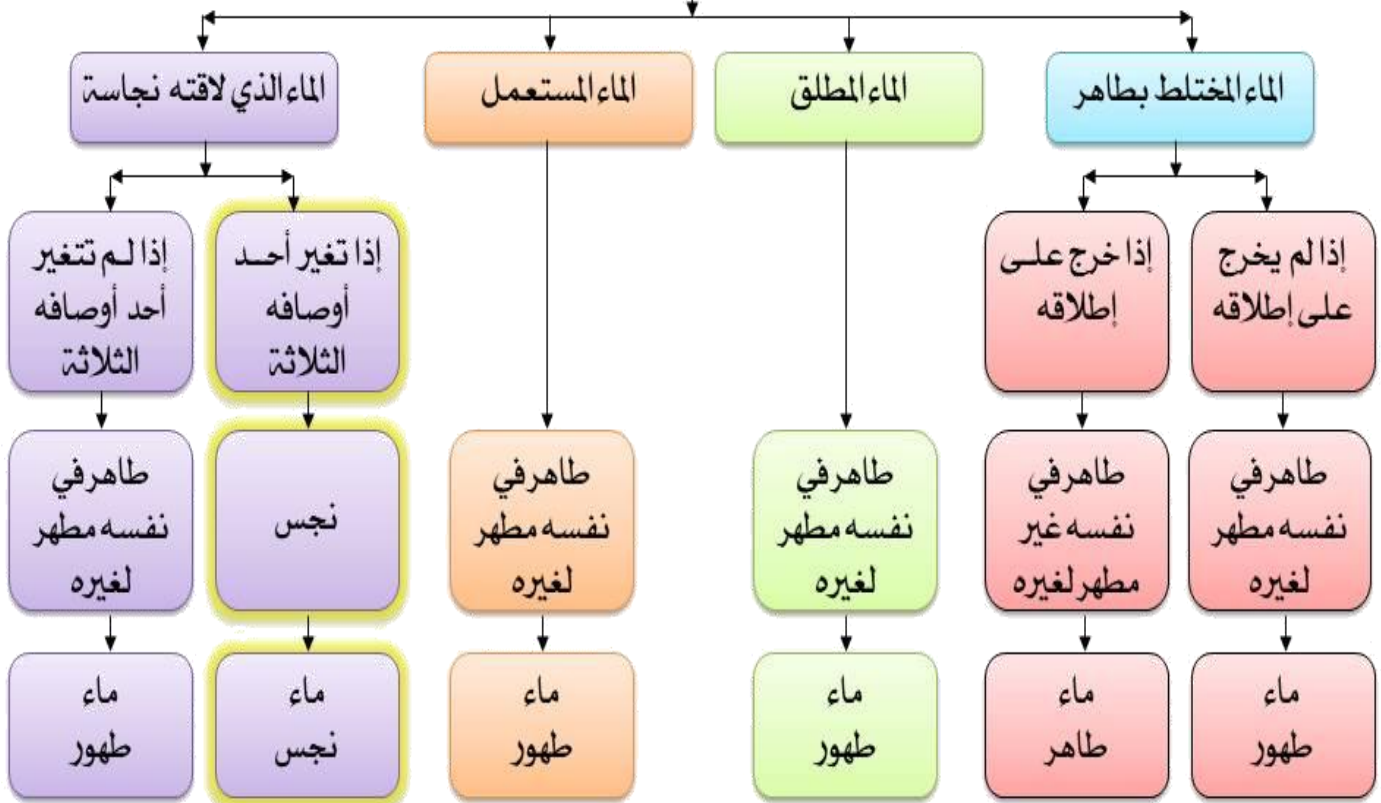 الماء المختلط بطاهر
الماء المطلق
الماء المستعمل
الماء الذي لاقته نجاسة
إذا لم يخرج
على إطلاقه
إذا خرج على
إطلاقه
إذا تغير أحد
أوصافه
الثلاثة
إذا لم تتغير
أحد أوصافه
الثلاثة
طاهر في
نفسه مطهر
لغيره
طاهر في
نفسه غير
مطهر لغيره
طاهر في
نفسه مطهر
لغيره
طاهر في
نفسه مطهر
لغيره
نجس
طاهر في
نفسه مطهر
لغيره
ماء
طهور
ماء
طاهر
ماء
طهور
ماء
طهور
ماء
نجس
ماء
طهور